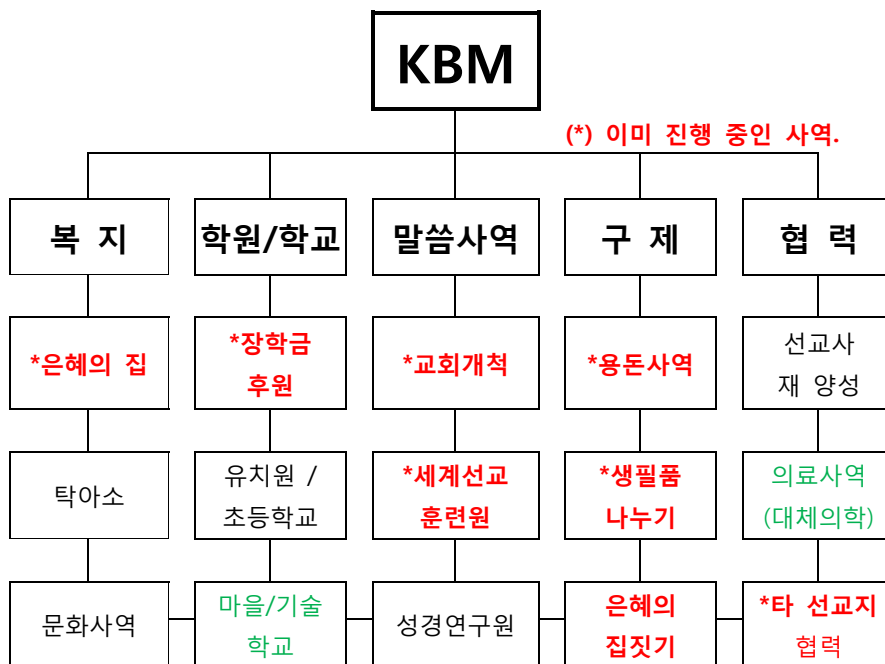 KBM
(*) 이미 진행 중인 사역.
복 지
학원/학교
말씀사역
구 제
협 력
*은혜의 집
*장학금
후원
*교회개척
*용돈사역
선교사
재 양성
탁아소
유치원 /
초등학교
*세계선교
훈련원
*생필품
나누기
의료사역
(대체의학)
문화사역
마을/기술
학교
성경연구원
은혜의
집짓기
*타 선교지
협력